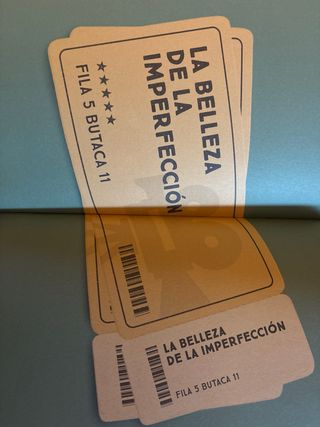 LA BELLEZA
DE LA
IMPERFECCIÓN
★★★★★
FILA 5 BUTACA 11
LA BELLEZA
DE LA IMPERFECCIÓN
FILA 5 BUTACA 11